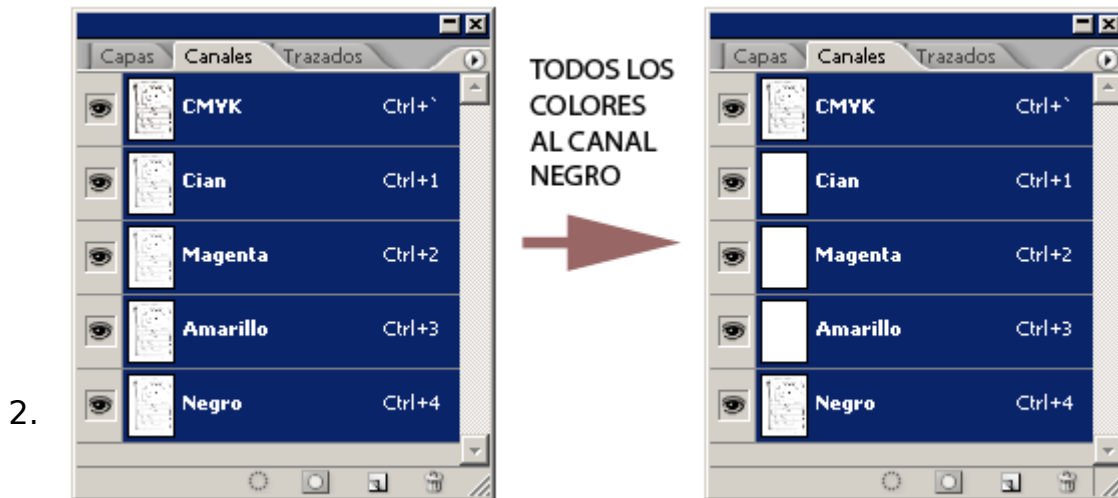 Capas Canales Trazados
CMYK Ctrl+`
Cian Ctrl+1
Magenta Ctrl+2
Amarillo Ctrl+3
Negro Ctrl+4
2.
TODOS LOS
COLORES
AL CANAL
NEGRO
Capas Canales Trazados
CMYK Ctrl+`
Cian Ctrl+1
Magenta Ctrl+2
Amarillo Ctrl+3
Negro Ctrl+4